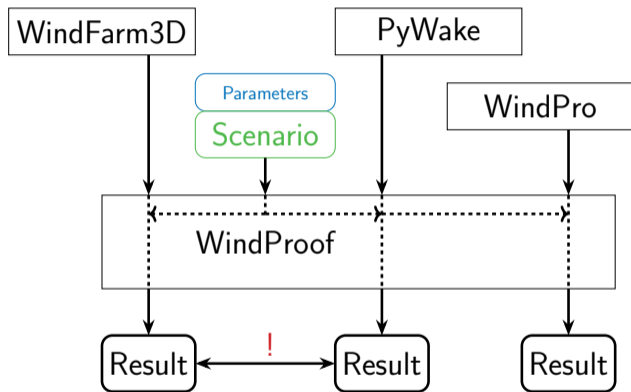 WindFarm3D
PyWake
Parameters
Scenario
WindPro
WindProof
!
Result
Result
Result